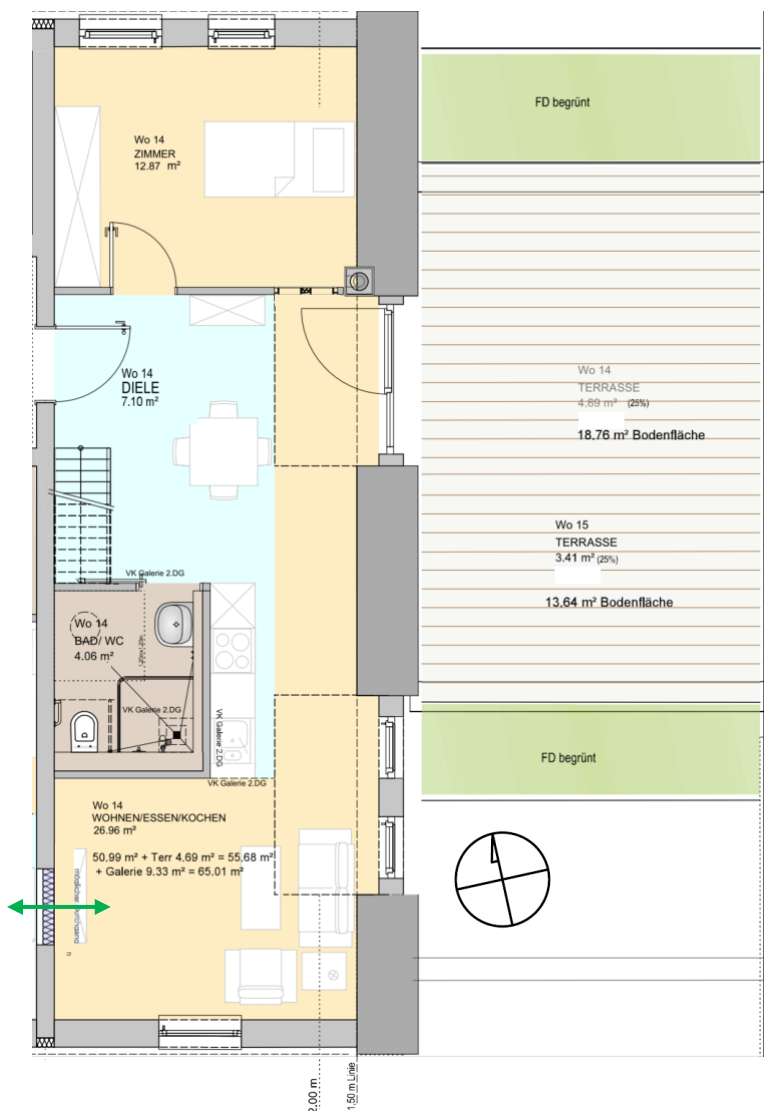 FD begrünt
Wo 14
ZIMMER
12.87 m²
Wo 14
DIELE
7.10 m²
Wo 14
TERRASSE
4.69 m² (25%)
18.76 m² Bodenfläche
Wo 15
TERRASSE
3.41 m² (25%)
13.64 m² Bodenfläche
VK Galerie 2.DG
Wo 14
BAD/ WC
4.06 m²
VK Galerie 2.DG
VK Galerie 2.DG
VK Galerie 2.DG
FD begrünt
Wo 14
WOHNEN/ESSEN/KOCHEN
26.96 m²
50.99 m² + Terr 4.69 m² = 55.68 m²
+ Galerie 9.33 m² = 65.01 m²
möglicher
2,00 m
1,50 m Linie